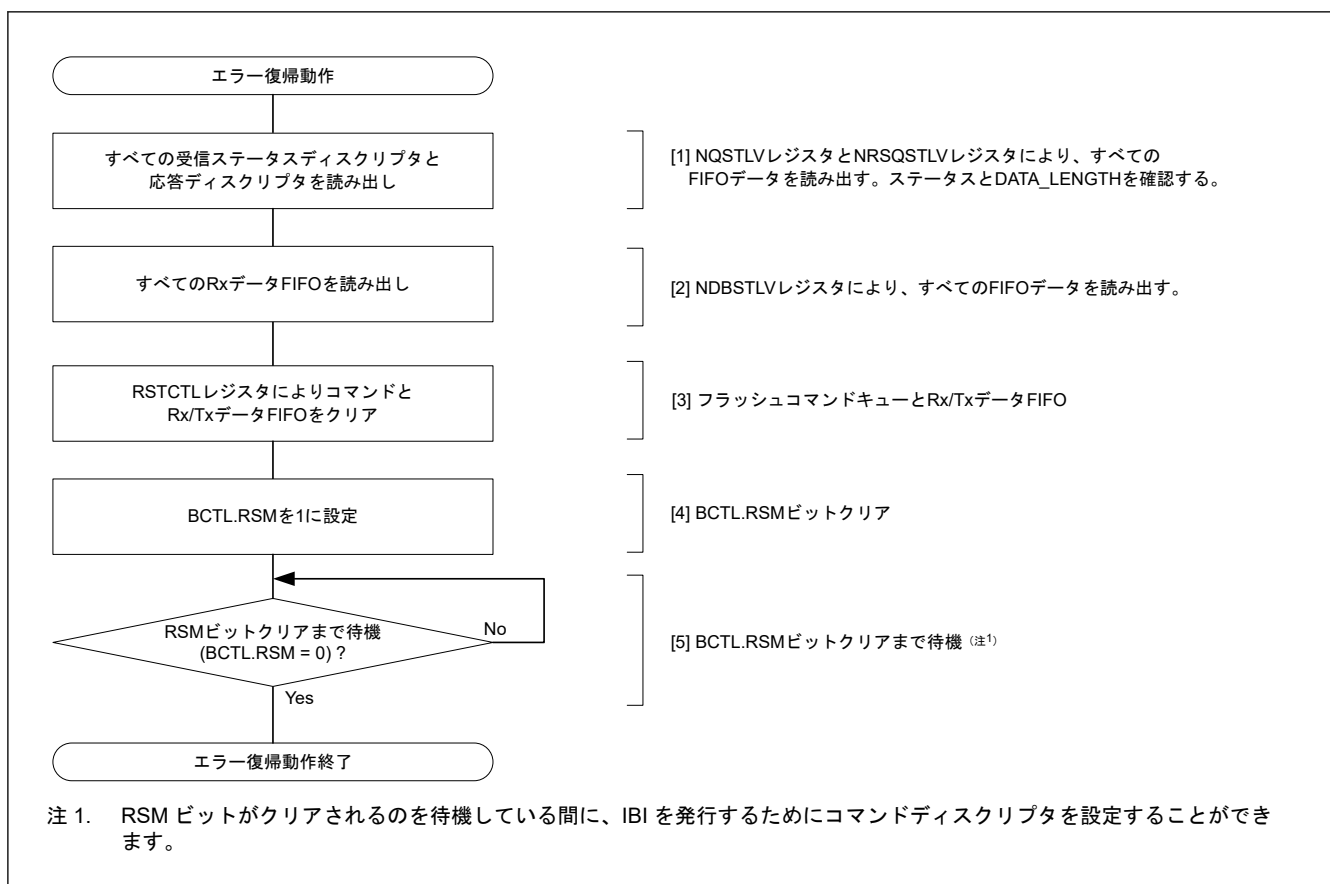 エラー復帰動作
すべての受信ステータスディスクリプタと
応答ディスクリプタを読み出し
[1] NQSTLVレジスタとNRSQSTLVレジスタにより、すべての
FIFOデータを読み出す。ステータスとDATA_LENGTHを確認する。
すべてのRxデータFIFOを読み出し
[2] NDBSTLVレジスタにより、すべてのFIFOデータを読み出す。
RSTCTLレジスタによりコマンドと
Rx/TxデータFIFOをクリア
[3] フラッシュコマンドキューとRx/TxデータFIFO
BCTL.RSMを1に設定
[4] BCTL.RSMビットクリア
RSMビットクリアまで待機
(BCTL.RSM = 0) ?
No
[5] BCTL.RSMビットクリアまで待機（注1）
Yes
エラー復帰動作終了
注 1. RSM ビットがクリアされるのを待機している間に、IBI を発行するためにコマンドディスクリプタを設定することができ
ます。